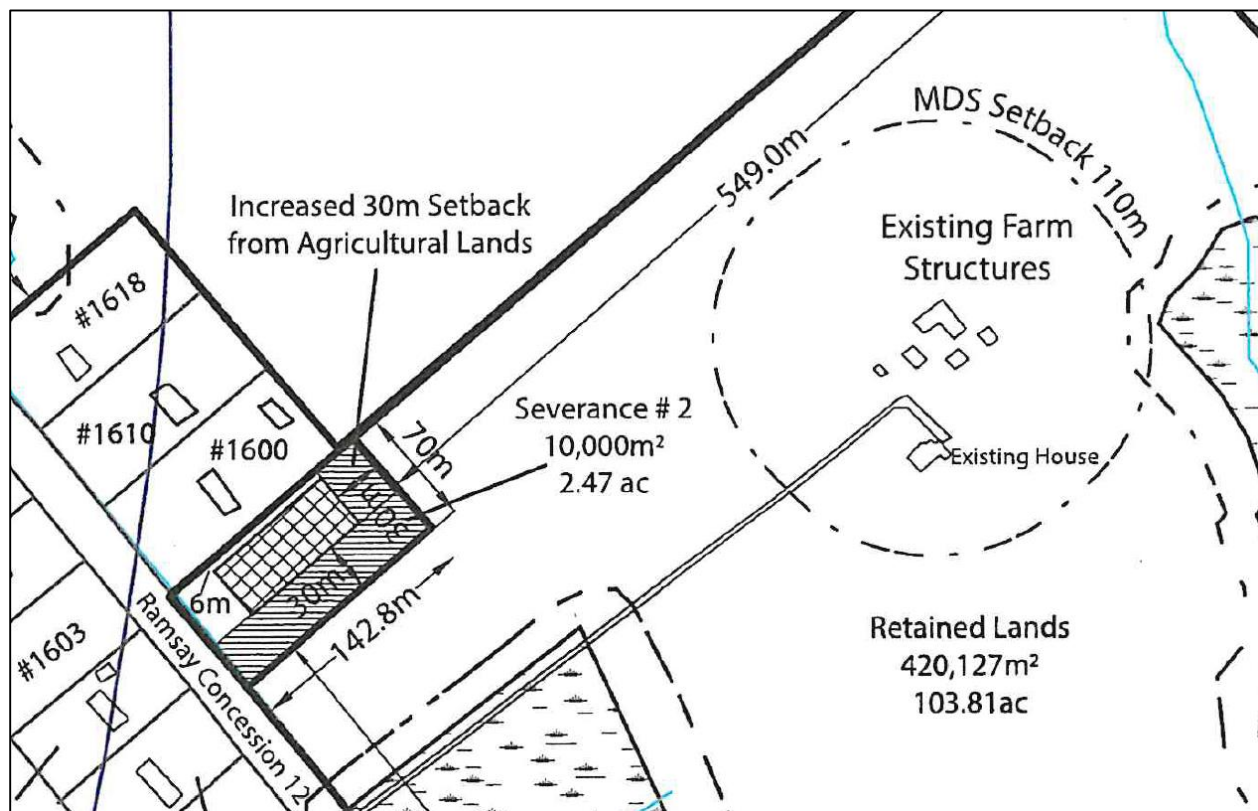 MDS Setback 110m
549.0m
Increased 30m Setback
from Agricultural Lands
Existing Farm
Structures
#1618
#1610
#1600
70m
Severance # 2
10,000m²
2.47 ac
Existing House
30m
30m
6m
142.8m
Ramsay Concession 12
#1603
Retained Lands
420,127m²
103.81ac